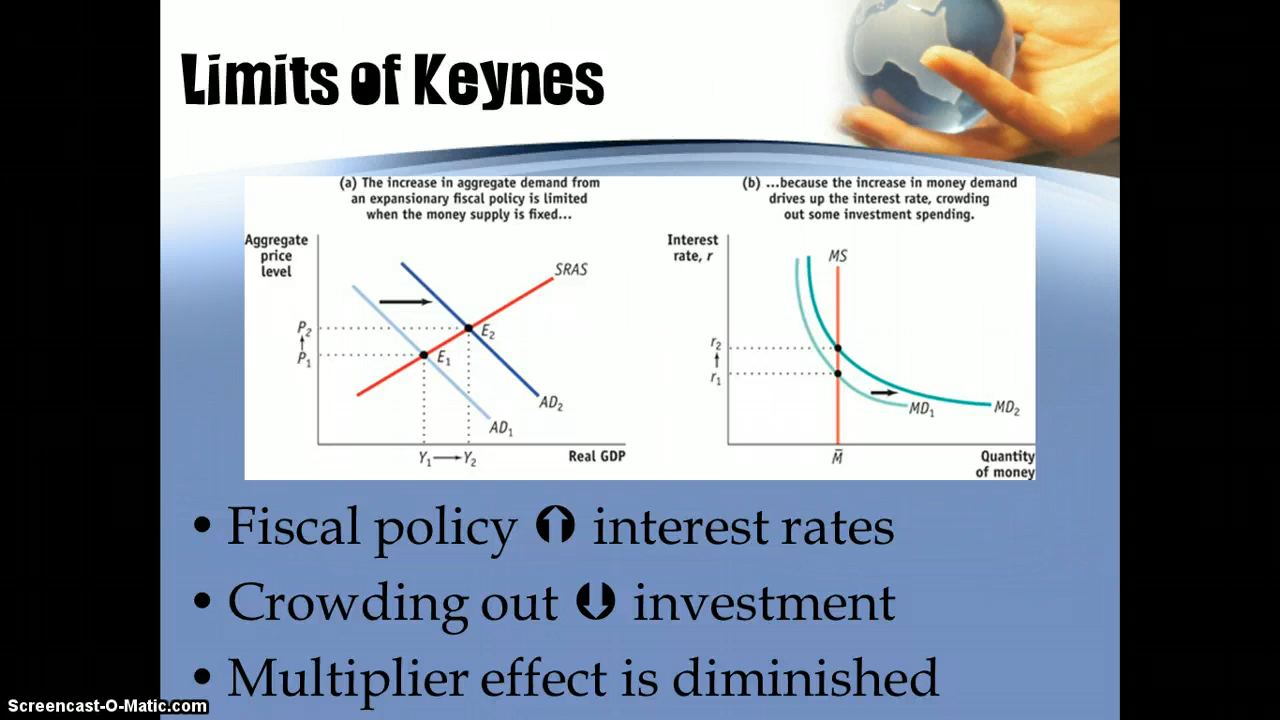 Limits Of Keynes
(a) The increase in aggregate demand from
an expansionary fiscal policy is limited
when the money supply is fixed...
Aggregate
price
level
SRAS
P2
P1
E2
E1
AD2
AD1
Y1
Y2
Real GDP
(b) ...because the increase in money demand
drives up the interest rate, crowding
out some investment spending.
Interest
rate, r
MS
r2
r1
MD1
MD2
M̄
Quantity
of money
• Fiscal policy ⬆ interest rates
• Crowding out ⬇ investment
• Multiplier effect is diminished
Screencast-O-Matic.com